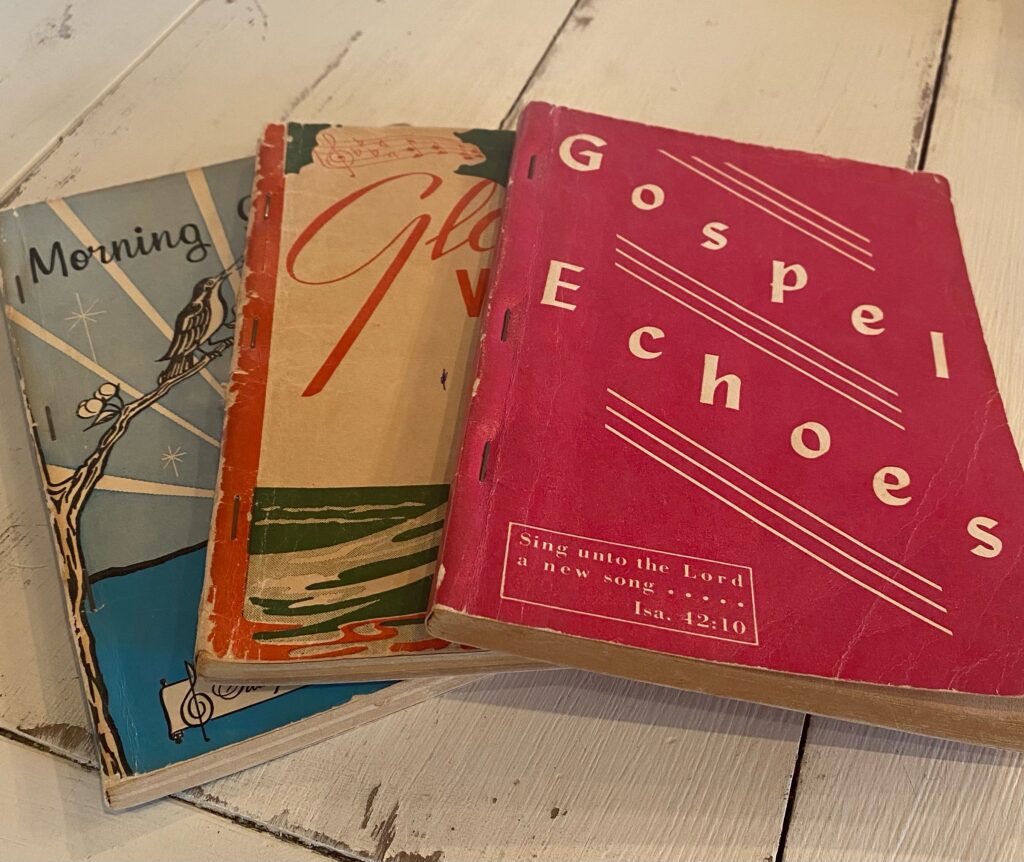 Morning
Gospel
Echoes
Sing unto the Lord
a new song . . . . .
Isa. 42:10